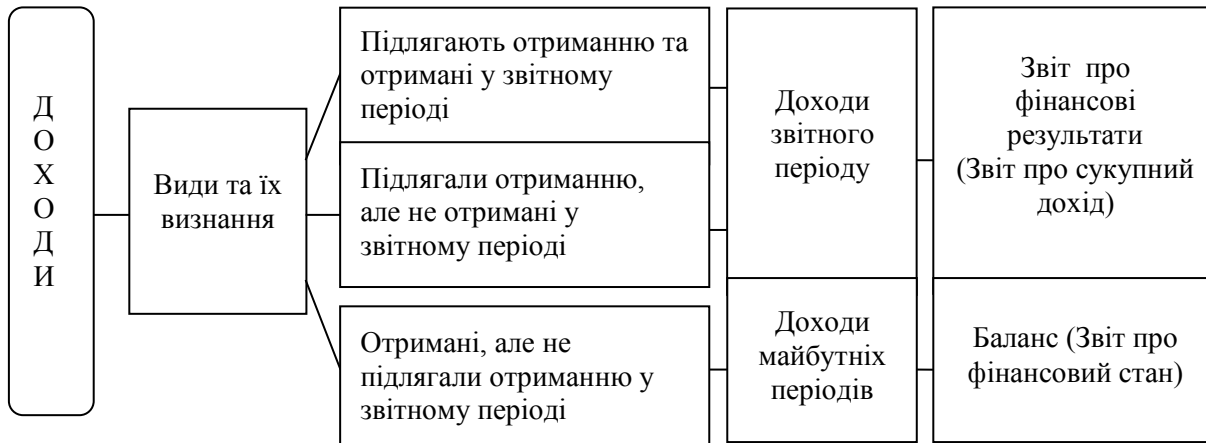 ДОХОДИ
Види та їх
визнання
Підлягають отриманню та
отримані у звітному
періоді
Підлягали отриманню,
але не отримані у
звітному періоді
Отримані, але не
підлягали отриманню у
звітному періоді
Доходи
звітного
періоду
Доходи
майбутніх
періодів
Звіт про
фінансові
результати
(Звіт про сукупний
дохід)
Баланс (Звіт про
фінансовий стан)